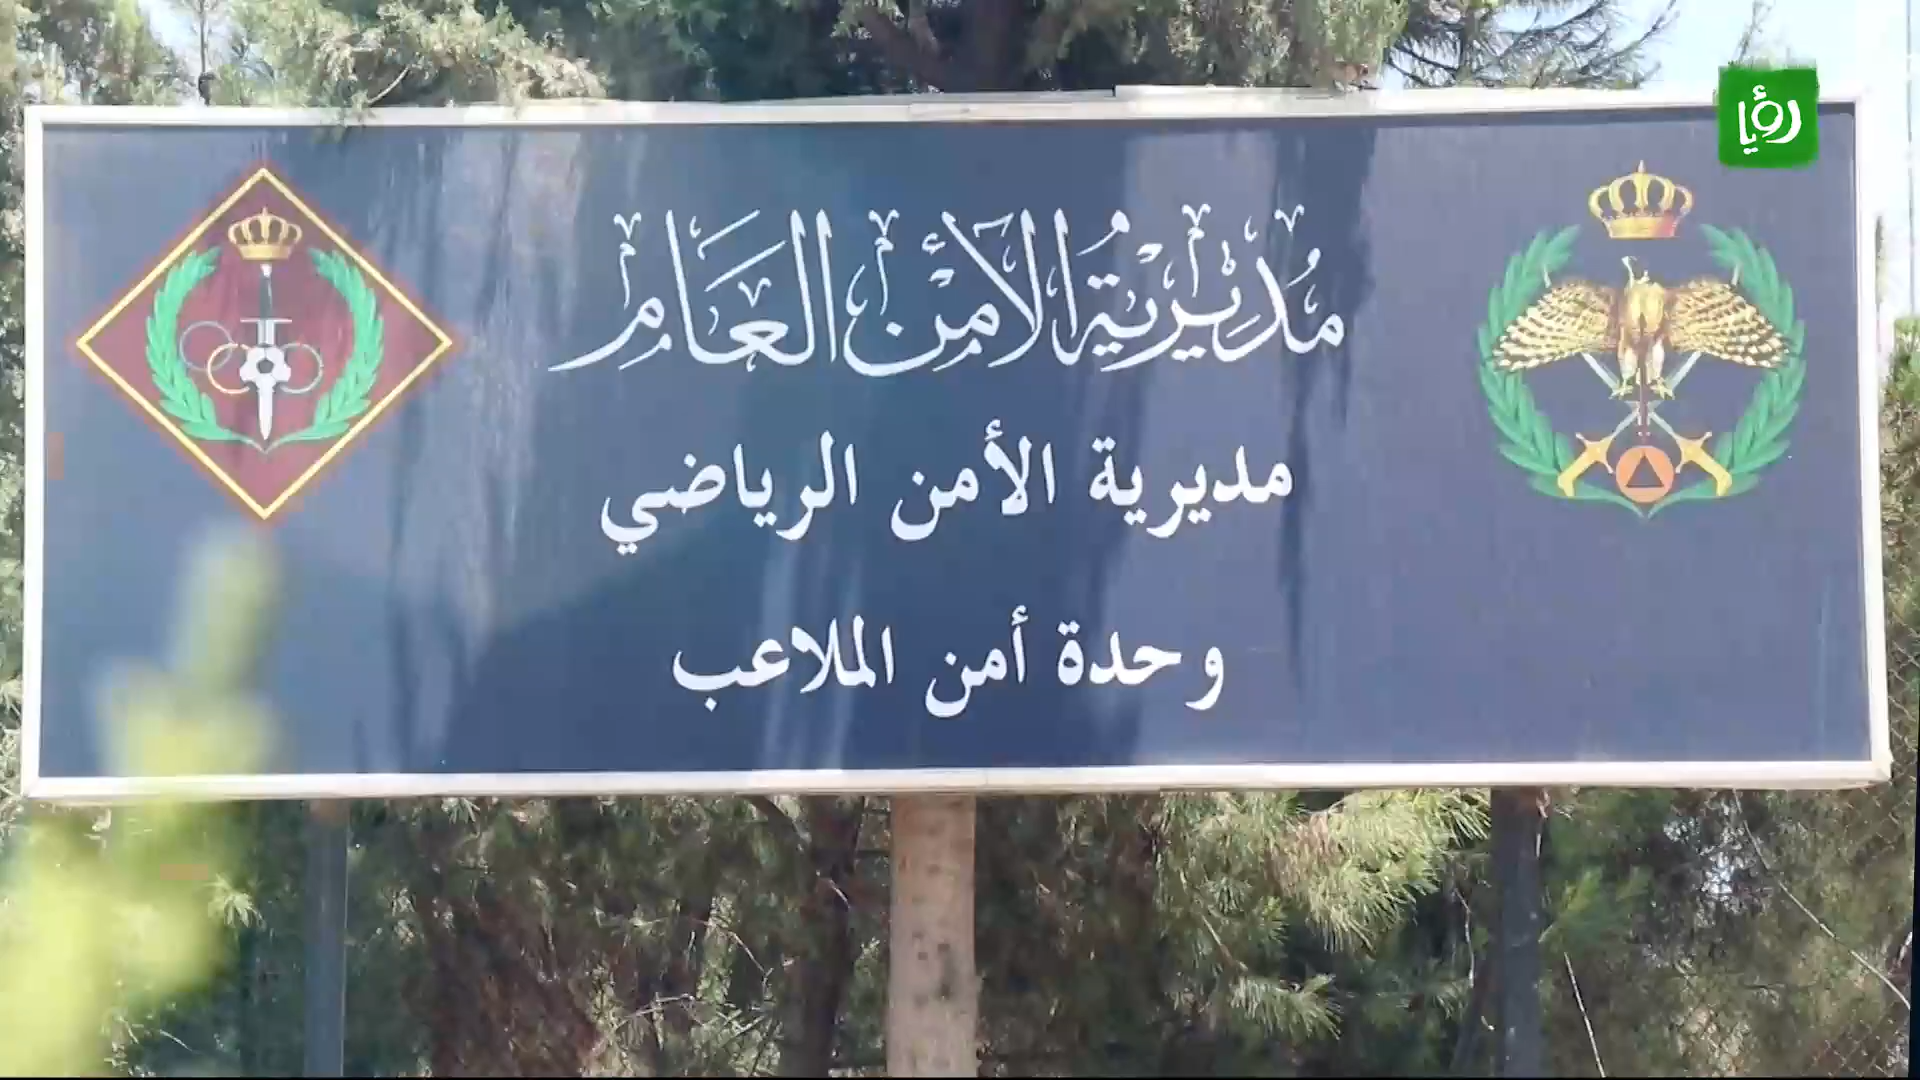 رؤيا
مديرية الأمن العام
مديرية الأمن الرياضي
وحدة أمن الملاعب